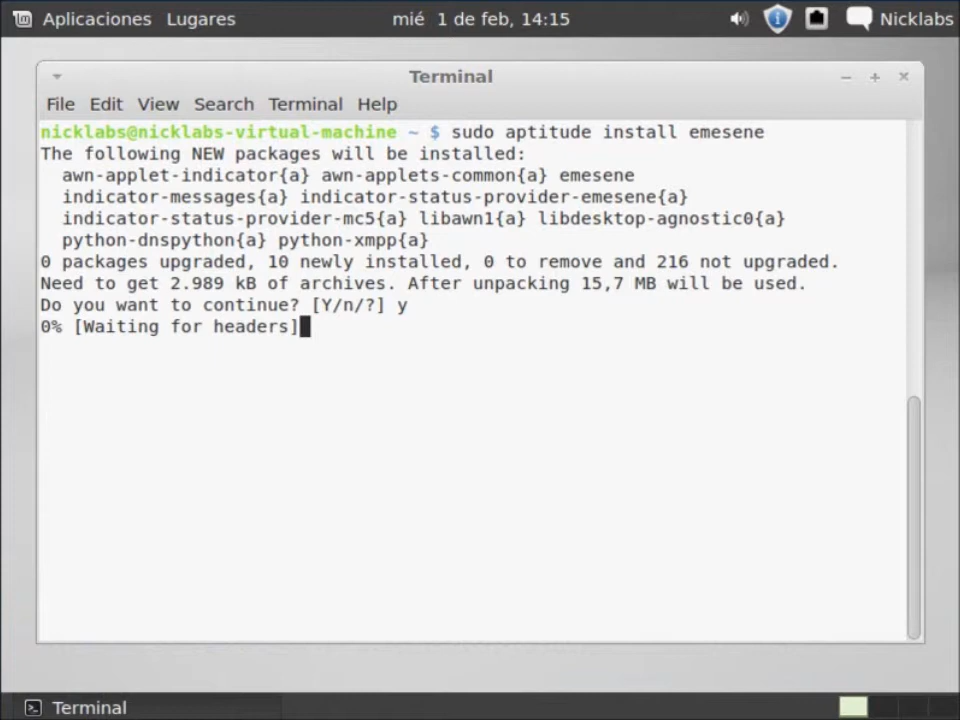 Aplicaciones Lugares mié 1 de feb, 14:15 Nicklabs
Terminal
File Edit View Search Terminal Help
nicklabs@nicklabs-virtual-machine ~ $ sudo aptitude install emesene
The following NEW packages will be installed:
awn-applet-indicator{a} awn-applets-common{a} emesene
indicator-messages{a} indicator-status-provider-emesene{a}
indicator-status-provider-mc5{a} libawn1{a} libdesktop-agnostic0{a}
python-dnspython{a} python-xmpp{a}
0 packages upgraded, 10 newly installed, 0 to remove and 216 not upgraded.
Need to get 2.989 kB of archives. After unpacking 15,7 MB will be used.
Do you want to continue? [Y/n/?] y
0% [Waiting for headers]
Terminal